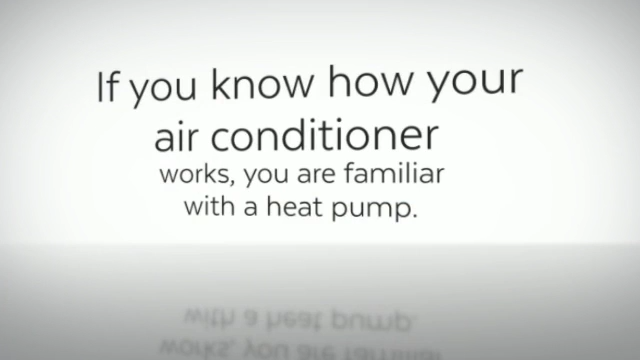 If you know how your
air conditioner
works, you are familiar
with a heat pump.